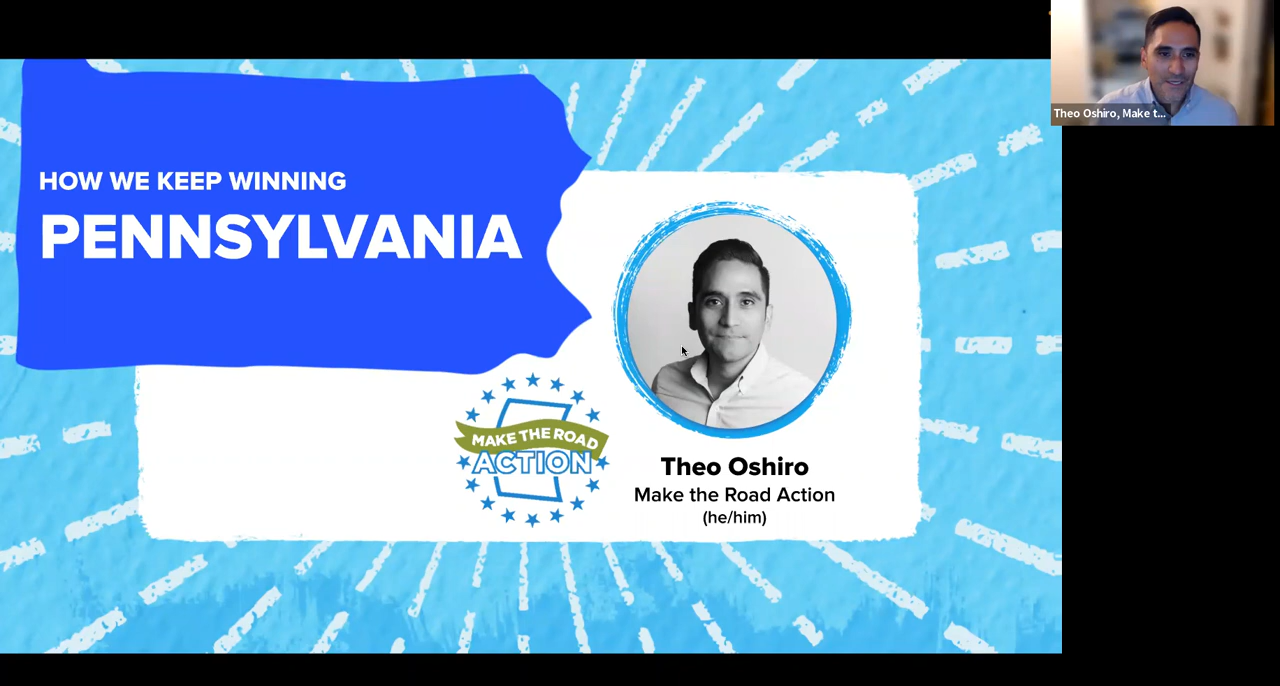 HOW WE KEEP WINNING
PENNSYLVANIA
MAKE THE ROAD
ACTION
Theo Oshiro
Make the Road Action
(he/him)
Theo Oshiro, Make t...